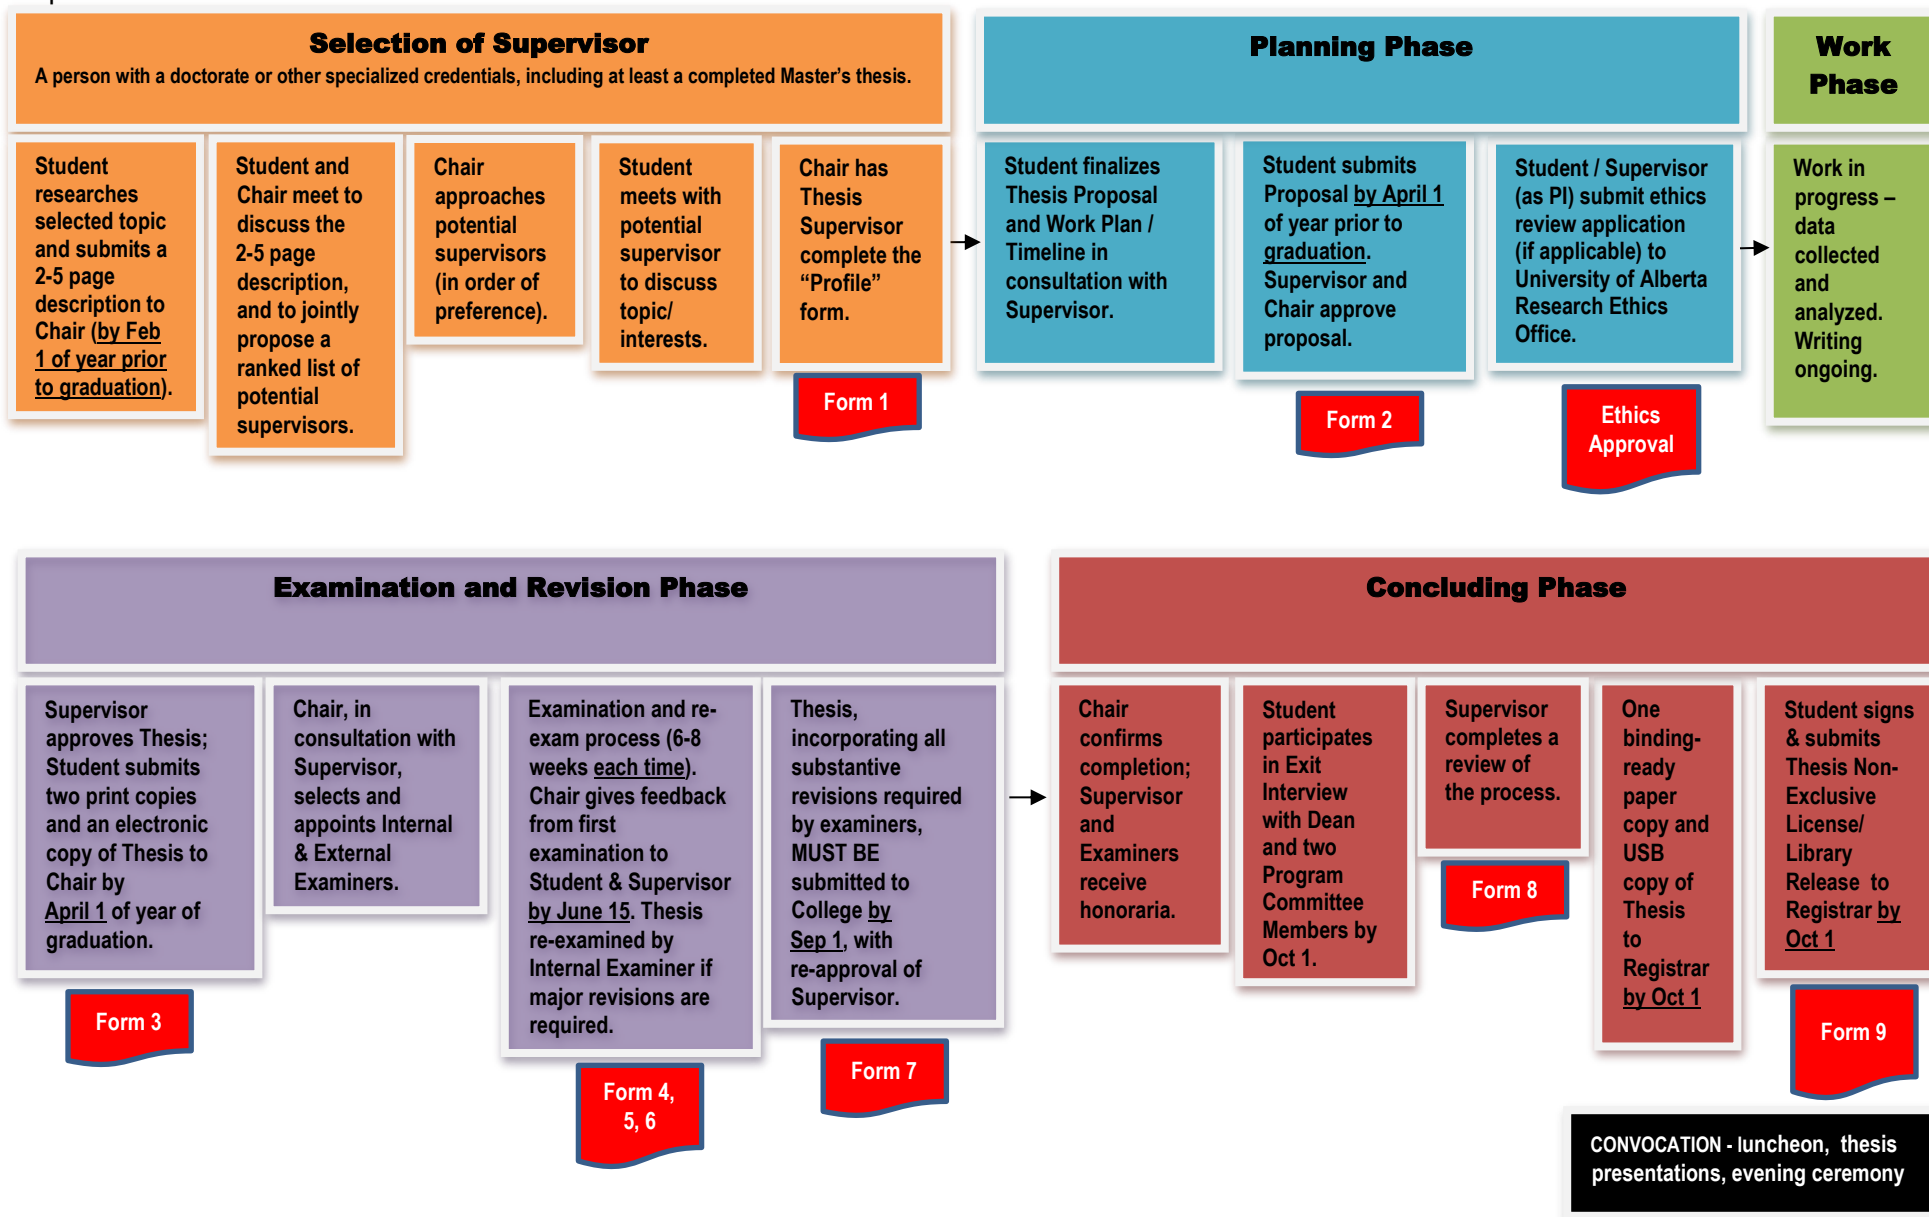 Selection of Supervisor
A person with a doctorate or other specialized credentials, including at least a completed Master's thesis.
Student
researches
selected topic
and submits a
2-5 page
description to
Chair (by Feb
1 of year prior
to graduation).
Student and
Chair meet to
discuss the
2-5 page
description,
and to jointly
propose a
ranked list of
potential
supervisors.
Chair
approaches
potential
supervisors
(in order of
preference).
Student
meets with
potential
supervisor
to discuss
topic/
interests.
Chair has
Thesis
Supervisor
complete the
“Profile”
form.
Form 1
Planning Phase
Student finalizes
Thesis Proposal
and Work Plan /
Timeline in
consultation with
Supervisor.
Student submits
Proposal by April 1
of year prior to
graduation.
Supervisor and
Chair approve
proposal.
Form 2
Student / Supervisor
(as PI) submit ethics
review application
(if applicable) to
University of Alberta
Research Ethics
Office.
Ethics
Approval
Work
Phase
Work in
progress –
data
collected
and
analyzed.
Writing
ongoing.
Examination and Revision Phase
Supervisor
approves Thesis;
Student submits
two print copies
and an electronic
copy of Thesis to
Chair by
April 1 of year of
graduation.
Form 3
Chair, in
consultation with
Supervisor,
selects and
appoints Internal
& External
Examiners.
Examination and re-
exam process (6-8
weeks each time).
Chair gives feedback
from first
examination to
Student & Supervisor
by June 15. Thesis
re-examined by
Internal Examiner if
major revisions are
required.
Form 4,
5, 6
Thesis,
incorporating all
substantive
revisions required
by examiners,
MUST BE
submitted to
College by
Sep 1, with
re-approval of
Supervisor.
Form 7
Concluding Phase
Chair
confirms
completion;
Supervisor
and
Examiners
receive
honoraria.
Student
participates
in Exit
Interview
with Dean
and two
Program
Committee
Members by
Oct 1.
Supervisor
completes a
review of
the process.
Form 8
One
binding-
ready
paper
copy and
USB
copy of
Thesis
to
Registrar
by Oct 1
Student signs
& submits
Thesis Non-
Exclusive
License/
Library
Release to
Registrar by
Oct 1
Form 9
CONVOCATION - luncheon, thesis
presentations, evening ceremony